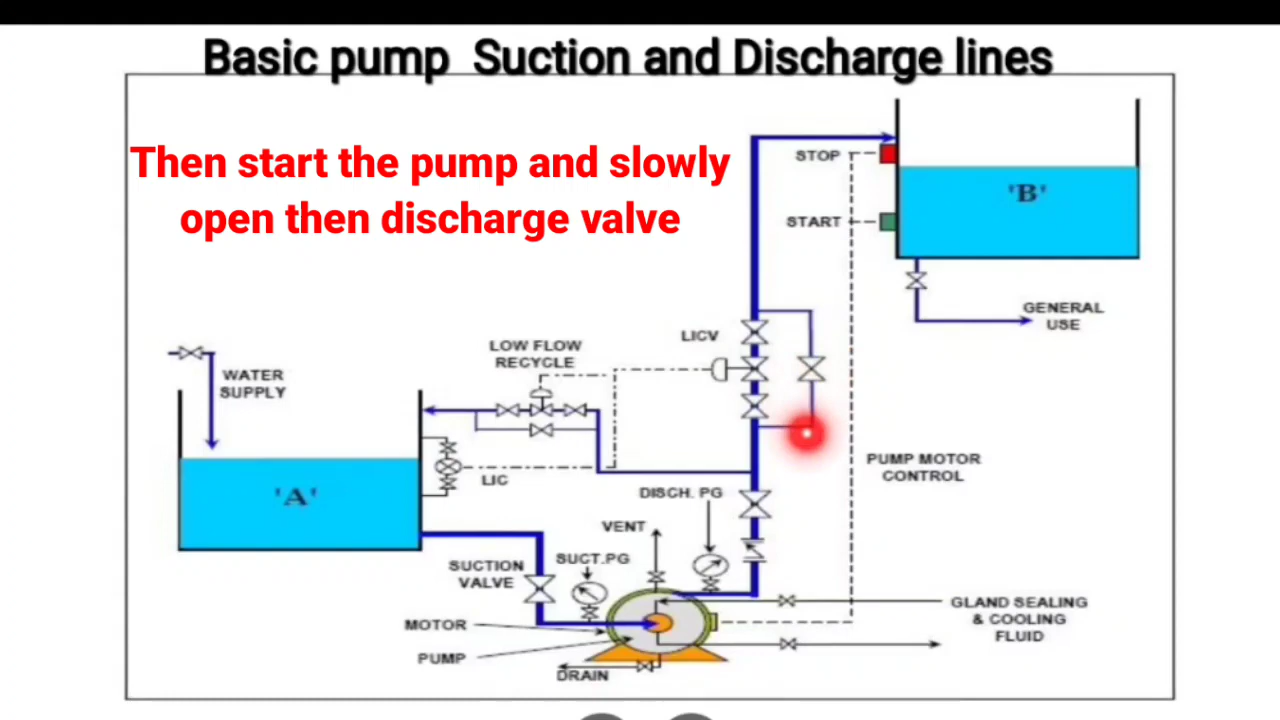 Basic pump Suction and Discharge lines
Then start the pump and slowly
open then discharge valve
STOP
'B'
START
GENERAL
USE
LICV
LOW FLOW
RECYCLE
WATER
SUPPLY
PUMP MOTOR
CONTROL
LIC
'A'
DISCH. PG
VENT
SUCT.PG
SUCTION
VALVE
GLAND SEALING
& COOLING
FLUID
MOTOR
PUMP
DRAIN